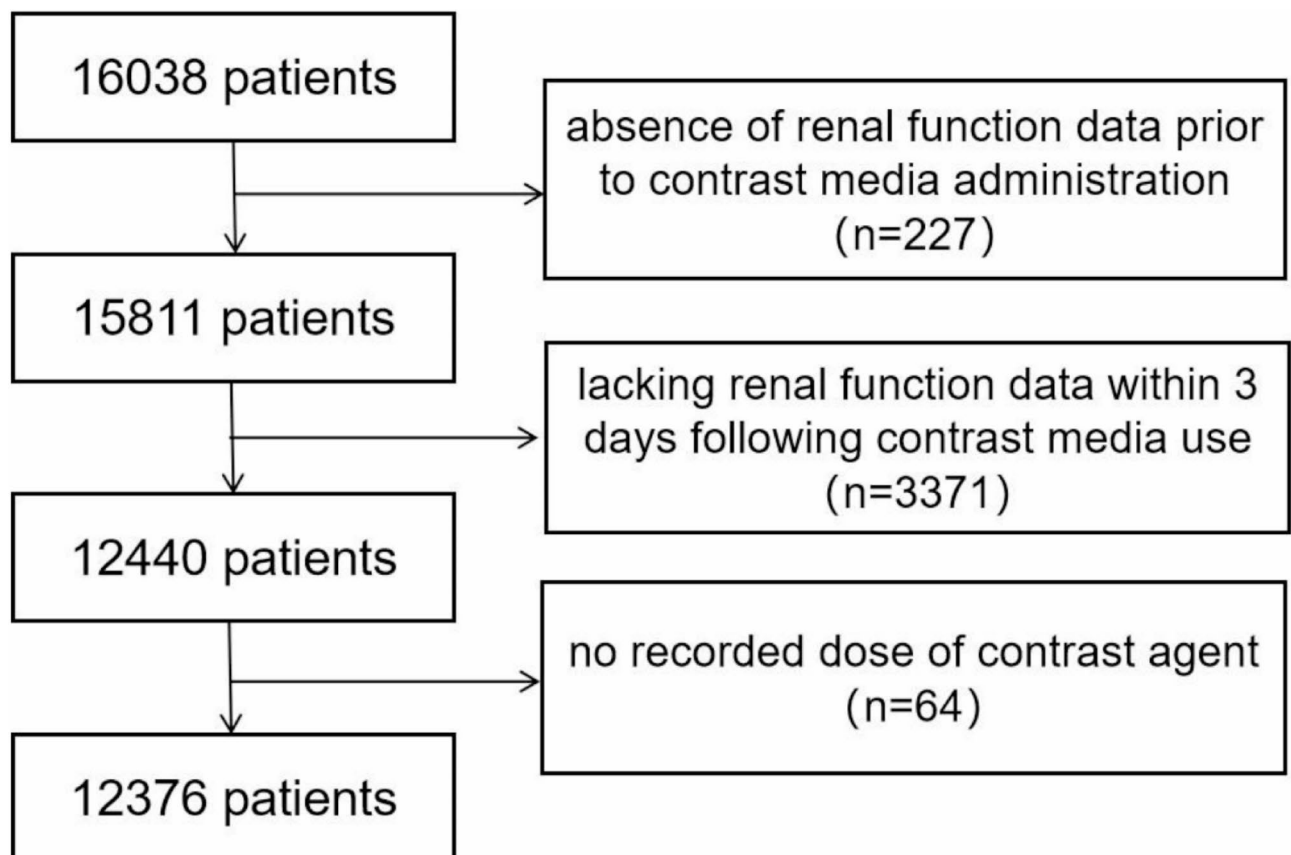 16038 patients
absence of renal function data prior
to contrast media administration
(n=227)
15811 patients
lacking renal function data within 3
days following contrast media use
(n=3371)
12440 patients
no recorded dose of contrast agent
(n=64)
12376 patients